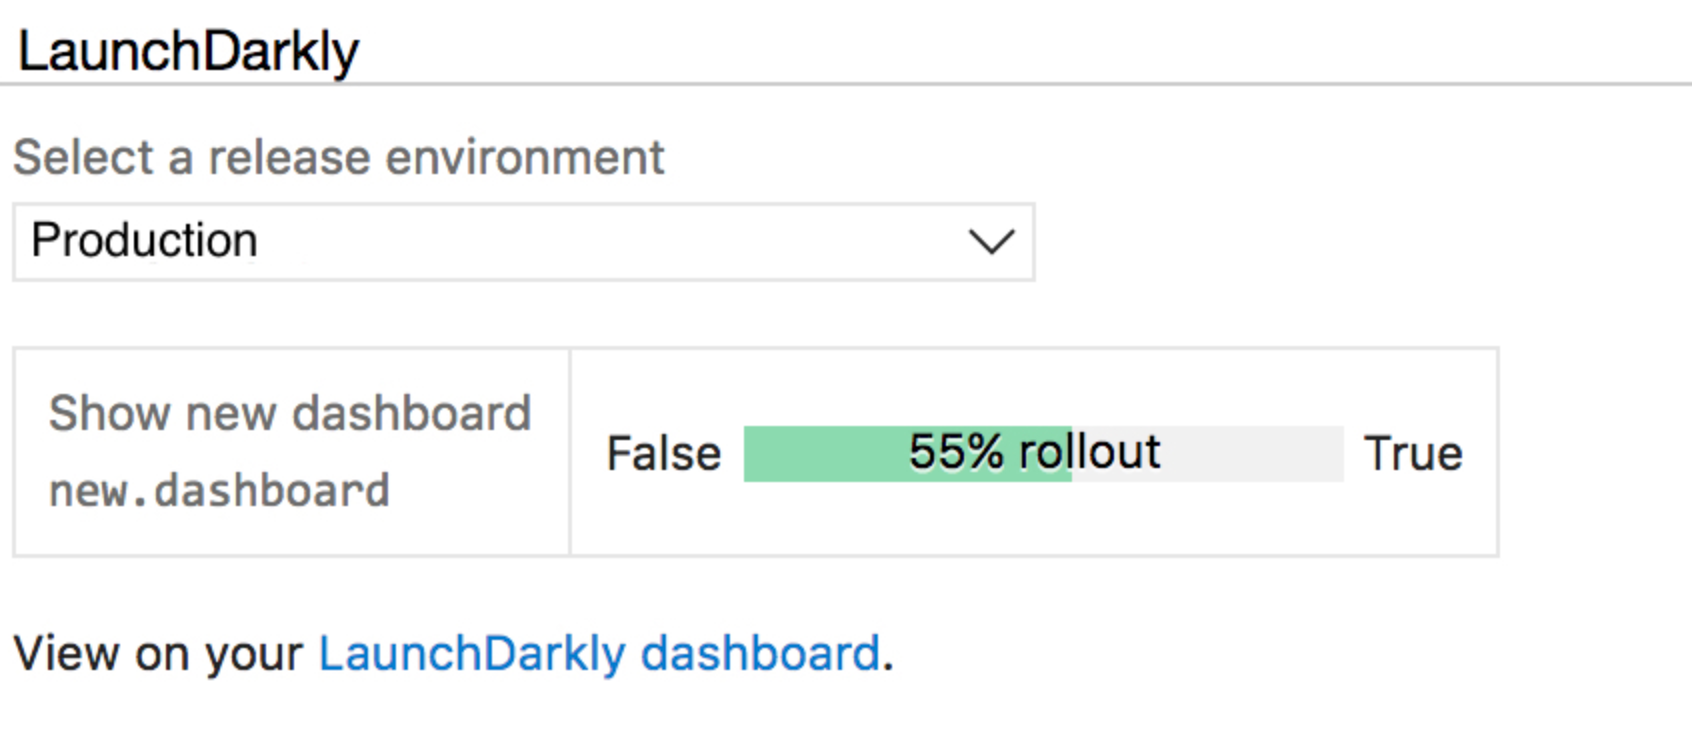 LaunchDarkly
Select a release environment
Production
Show new dashboard
new.dashboard
False 55% rollout True
View on your LaunchDarkly dashboard.